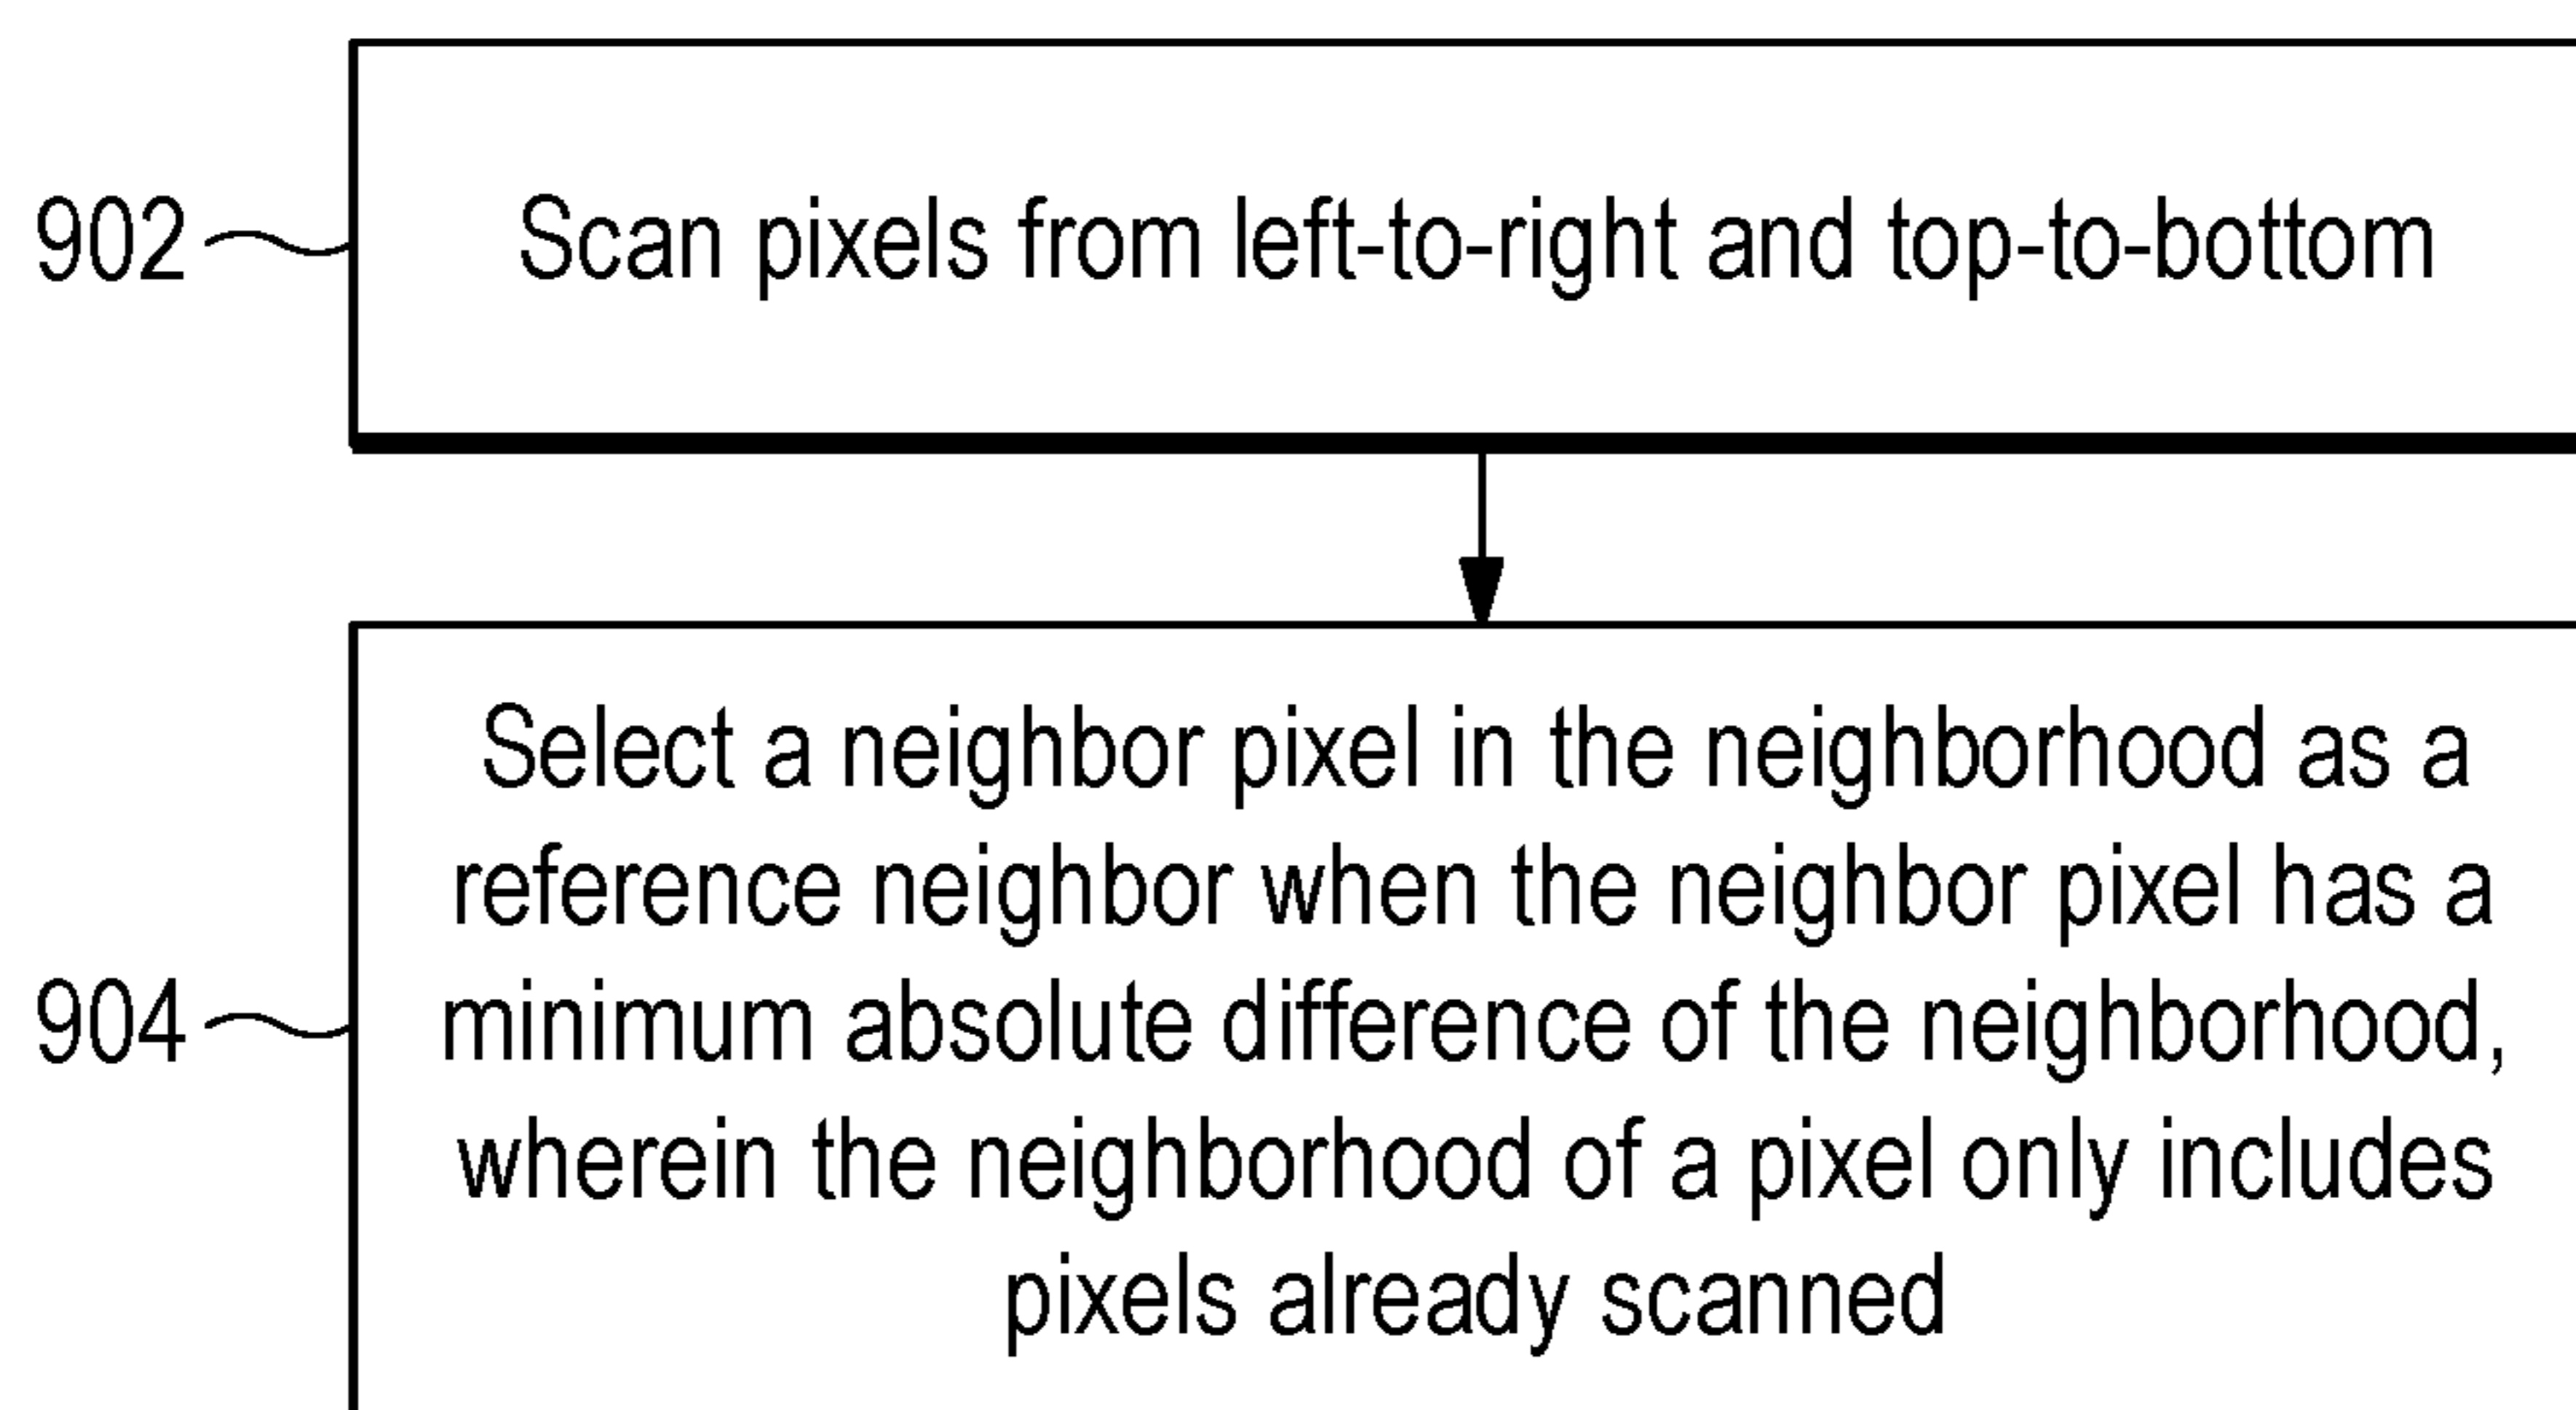 902
Scan pixels from left-to-right and top-to-bottom
Select a neighbor pixel in the neighborhood as a
reference neighbor when the neighbor pixel has a
904
minimum absolute difference of the neighborhood,
wherein the neighborhood of a pixel only includes
pixels already scanned